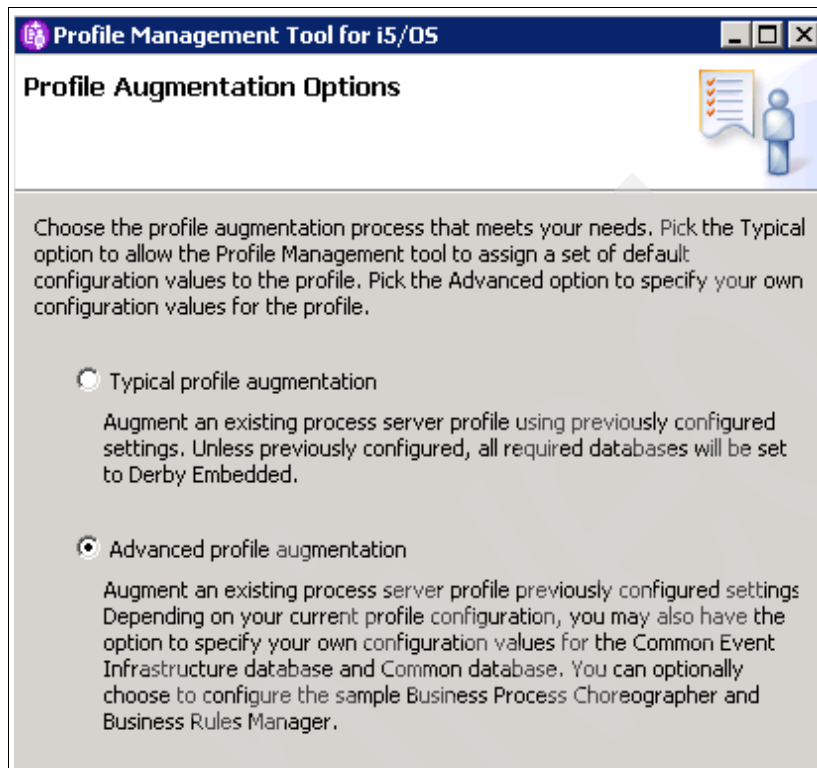 Profile Management Tool for i5/OS
Profile Augmentation Options
Choose the profile augmentation process that meets your needs. Pick the Typical
option to allow the Profile Management tool to assign a set of default
configuration values to the profile. Pick the Advanced option to specify your own
configuration values for the profile.
Typical profile augmentation
Augment an existing process server profile using previously configured
settings. Unless previously configured, all required databases will be set
to Derby Embedded.
Advanced profile augmentation
Augment an existing process server profile previously configured settings
Depending on your current profile configuration, you may also have the
option to specify your own configuration values for the Common Event
Infrastructure database and Common database. You can optionally
choose to configure the sample Business Process Choreographer and
Business Rules Manager.